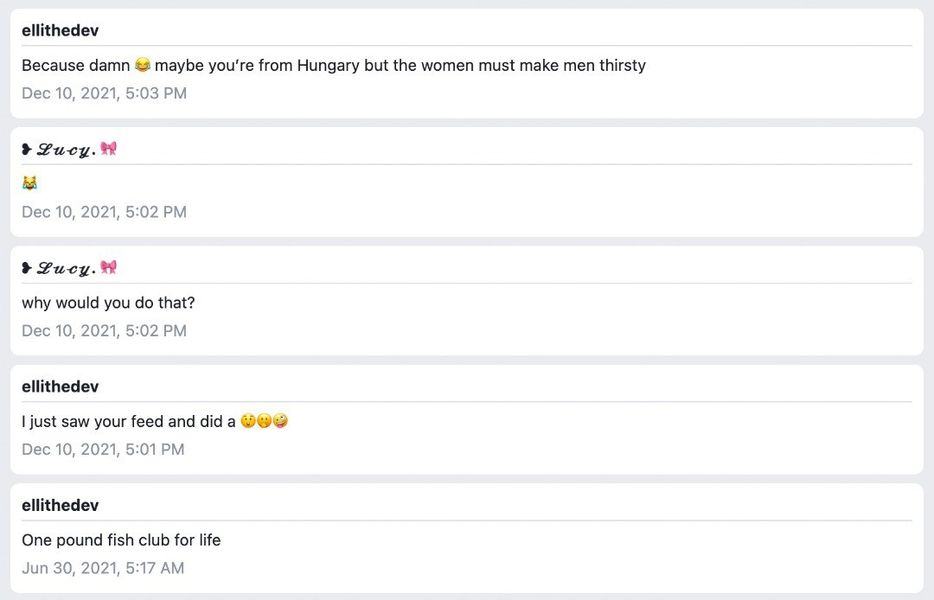 ellithedev
Because damn 😂 maybe you’re from Hungary but the women must make men thirsty
Dec 10, 2021, 5:03 PM
❥ 𝓛𝓾𝓬𝔂. 🎀
😹
Dec 10, 2021, 5:02 PM
❥ 𝓛𝓾𝓬𝔂. 🎀
why would you do that?
Dec 10, 2021, 5:02 PM
ellithedev
I just saw your feed and did a 😲🤭🤪
Dec 10, 2021, 5:01 PM
ellithedev
One pound fish club for life
Jun 30, 2021, 5:17 AM